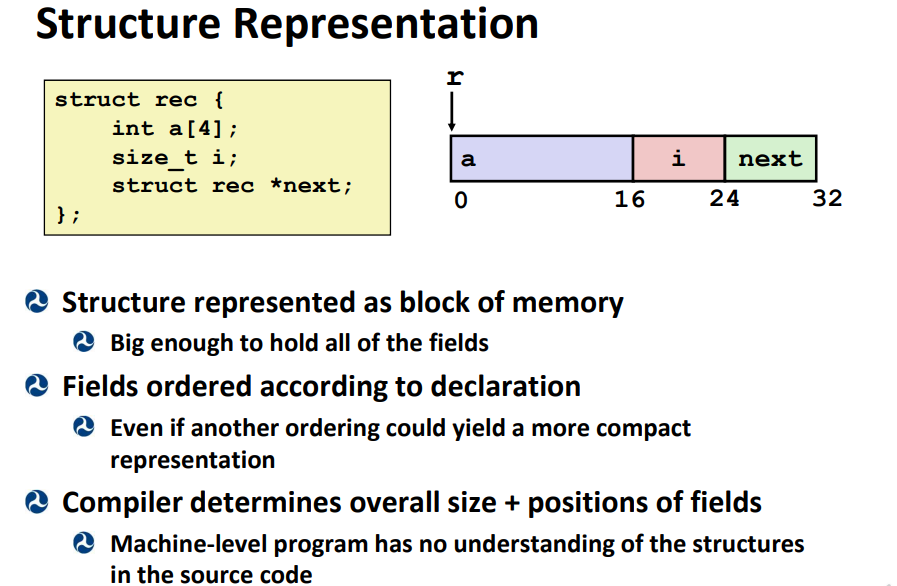 Structure Representation
struct rec {
int a[4];
size_t i;
struct rec *next;
};
r
a i next
0 16 24 32
Structure represented as block of memory
Big enough to hold all of the fields
Fields ordered according to declaration
Even if another ordering could yield a more compact
representation
Compiler determines overall size + positions of fields
Machine-level program has no understanding of the structures
in the source code